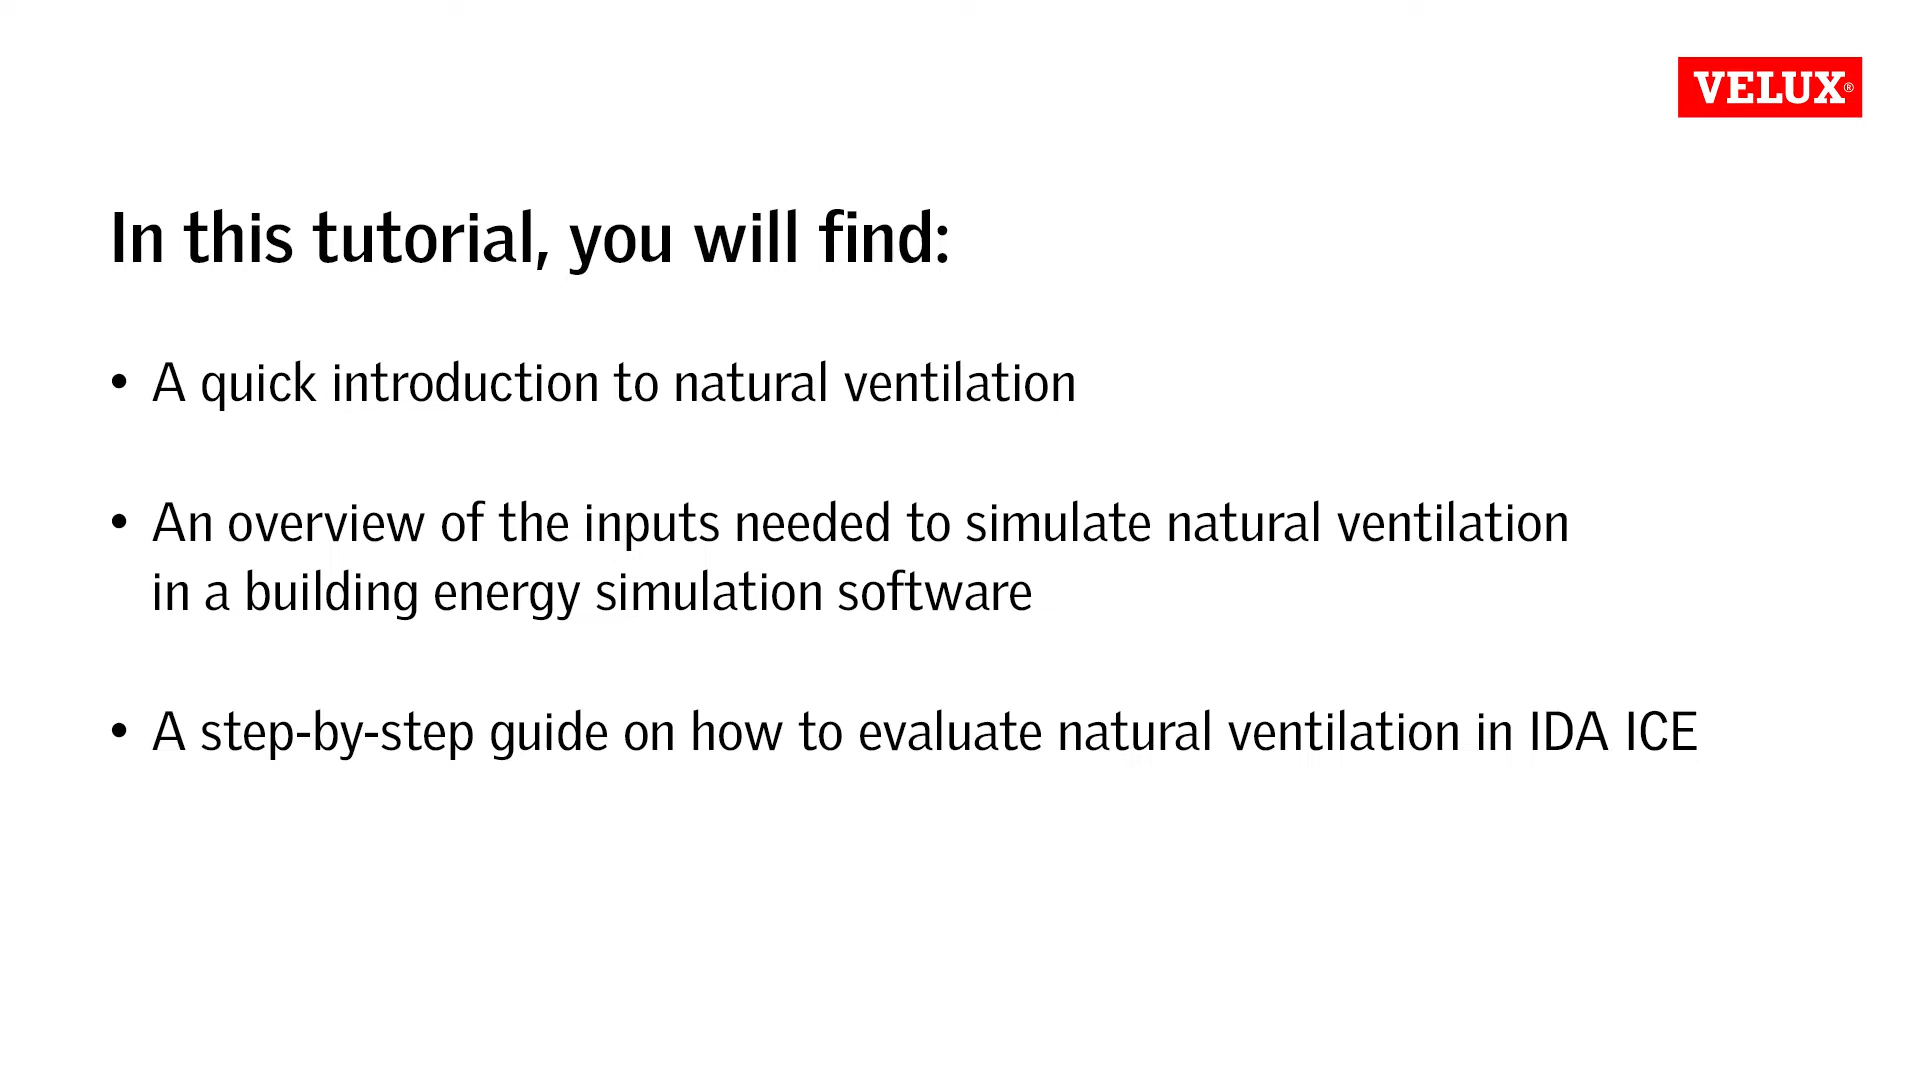 VELUX®
In this tutorial, you will find:
• A quick introduction to natural ventilation
• An overview of the inputs needed to simulate natural ventilation
in a building energy simulation software
• A step-by-step guide on how to evaluate natural ventilation in IDA ICE